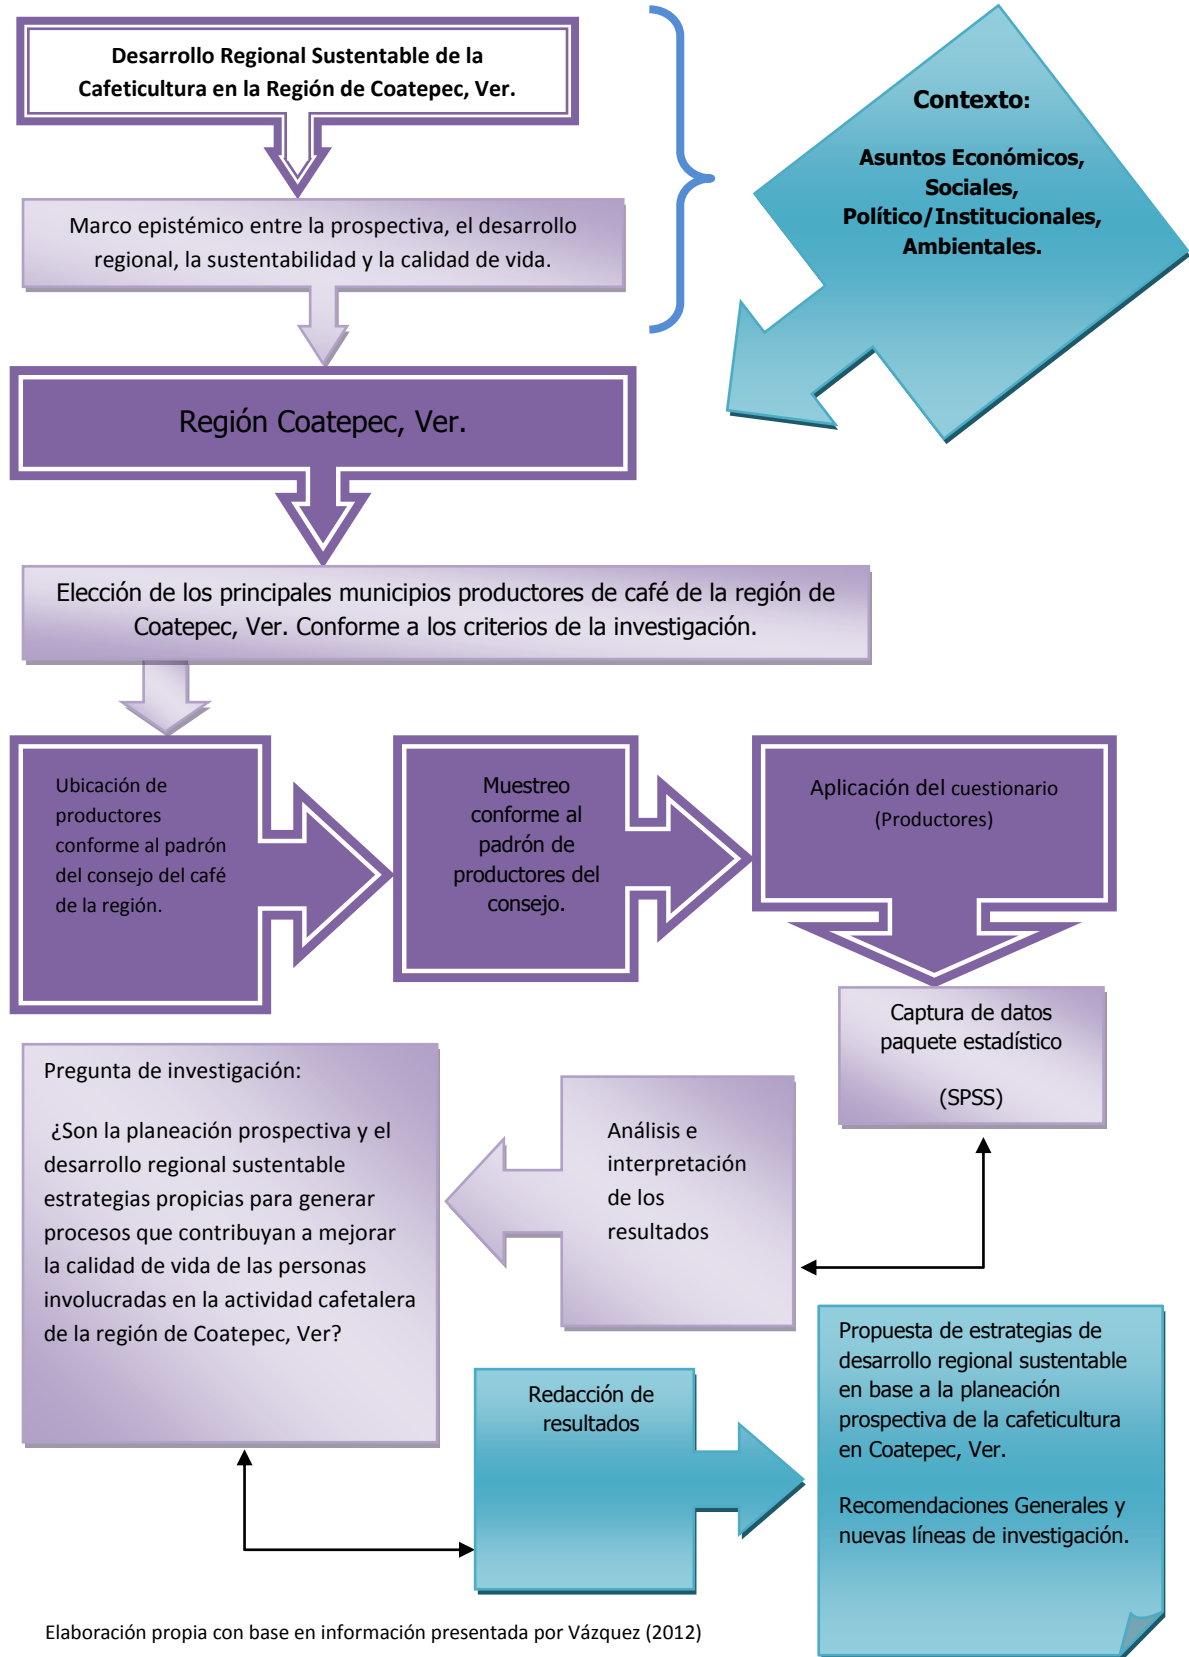 Desarrollo Regional Sustentable de la
Cafeticultura en la Región de Coatepec, Ver.
Contexto:
Asuntos Económicos,
Sociales,
Político/Institucionales,
Ambientales.
Marco epistémico entre la prospectiva, el desarrollo
regional, la sustentabilidad y la calidad de vida.
Región Coatepec, Ver.
Elección de los principales municipios productores de café de la región de
Coatepec, Ver. Conforme a los criterios de la investigación.
Ubicación de
productores
conforme al padrón
del consejo del café
de la región.
Muestreo
conforme al
padrón de
productores del
consejo.
Aplicación del cuestionario
(Productores)
Captura de datos
paquete estadístico
(SPSS)
Análisis e
interpretación
de los
resultados
Pregunta de investigación:
¿Son la planeación prospectiva y el
desarrollo regional sustentable
estrategias propicias para generar
procesos que contribuyan a mejorar
la calidad de vida de las personas
involucradas en la actividad cafetalera
de la región de Coatepec, Ver?
Redacción de
resultados
Propuesta de estrategias de
desarrollo regional sustentable
en base a la planeación
prospectiva de la cafeticultura
en Coatepec, Ver.
Recomendaciones Generales y
nuevas líneas de investigación.
Elaboración propia con base en información presentada por Vázquez (2012)